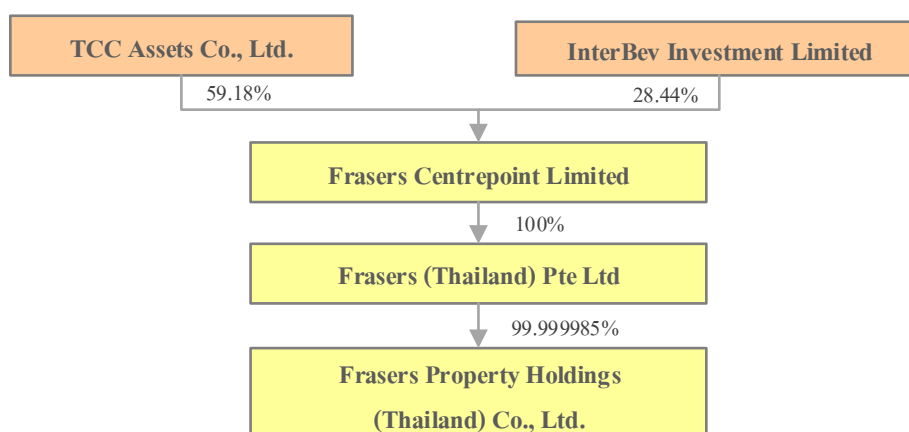 TCC Assets Co., Ltd.
InterBev Investment Limited
59.18%
28.44%
Frasers Centrepoint Limited
100%
Frasers (Thailand) Pte Ltd
99.999985%
Frasers Property Holdings
(Thailand) Co., Ltd.